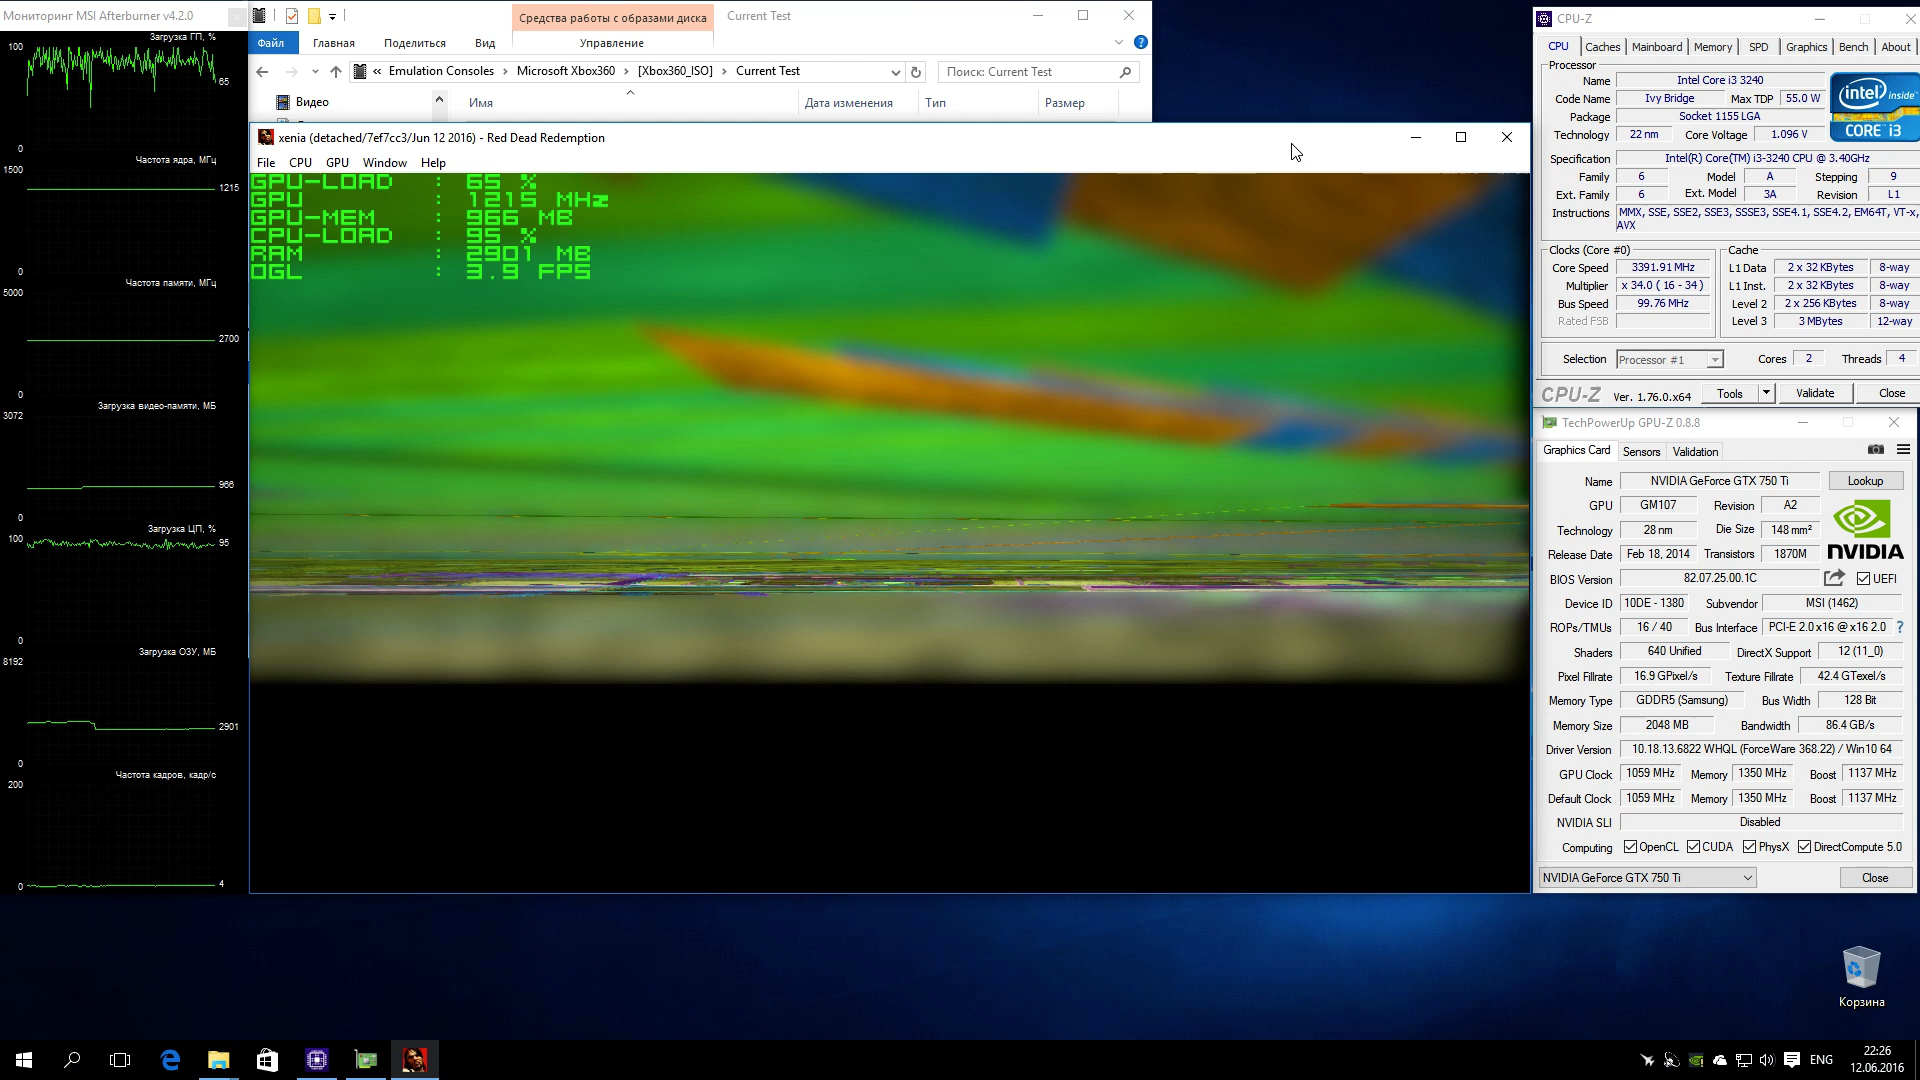 Мониторинг MSI Afterburner v4.2.0
Загрузка ГП, %
100
65
0
Частота ядра, МГц
1500
1215
0
Частота памяти, МГц
5000
2700
0
Загрузка видео-памяти, МБ
3072
966
0
Загрузка ЦП, %
100
95
0
Загрузка ОЗУ, МБ
8192
2901
0
Частота кадров, кадр/с
200
4
0
Средства работы с образами диска
Current Test
Файл Главная Поделиться Вид Управление
« Emulation Consoles > Microsoft Xbox360 > [Xbox360_ISO] > Current Test
Поиск: Current Test
Видео
Имя Дата изменения Тип Размер
xenia (detached/7ef7cc3/Jun 12 2016) - Red Dead Redemption
File CPU GPU Window Help
GPU-LOAD : 65 %
GPU : 1215 MHz
GPU-MEM : 966 MB
CPU-LOAD : 95 %
RAM : 2901 MB
OGL : 3.9 FPS
CPU-Z
CPU Caches Mainboard Memory SPD Graphics Bench About
Processor
Name Intel Core i3 3240
Code Name Ivy Bridge Max TDP 55.0 W
Package Socket 1155 LGA
Technology 22 nm Core Voltage 1.096 V
intel inside
CORE i3
Specification Intel(R) Core(TM) i3-3240 CPU @ 3.40GHz
Family 6 Model A Stepping 9
Ext. Family 6 Ext. Model 3A Revision L1
Instructions MMX, SSE, SSE2, SSE3, SSSE3, SSE4.1, SSE4.2, EM64T, VT-x,
AVX
Clocks (Core #0)
Core Speed 3391.91 MHz
Multiplier x 34.0 ( 16 - 34 )
Bus Speed 99.76 MHz
Rated FSB
Cache
L1 Data 2 x 32 KBytes 8-way
L1 Inst. 2 x 32 KBytes 8-way
Level 2 2 x 256 KBytes 8-way
Level 3 3 MBytes 12-way
Selection Processor #1 Cores 2 Threads 4
CPU-Z Ver. 1.76.0.x64 Tools Validate Close
TechPowerUp GPU-Z 0.8.8
Graphics Card Sensors Validation
Name NVIDIA GeForce GTX 750 Ti Lookup
GPU GM107 Revision A2
Technology 28 nm Die Size 148 mm²
Release Date Feb 18, 2014 Transistors 1870M
NVIDIA
BIOS Version 82.07.25.00.1C UEFI
Device ID 10DE - 1380 Subvendor MSI (1462)
ROPs/TMUs 16 / 40 Bus Interface PCI-E 2.0 x16 @ x16 2.0 ?
Shaders 640 Unified DirectX Support 12 (11_0)
Pixel Fillrate 16.9 GPixel/s Texture Fillrate 42.4 GTexel/s
Memory Type GDDR5 (Samsung) Bus Width 128 Bit
Memory Size 2048 MB Bandwidth 86.4 GB/s
Driver Version 10.18.13.6822 WHQL (ForceWare 368.22) / Win10 64
GPU Clock 1059 MHz Memory 1350 MHz Boost 1137 MHz
Default Clock 1059 MHz Memory 1350 MHz Boost 1137 MHz
NVIDIA SLI Disabled
Computing OpenCL CUDA PhysX DirectCompute 5.0
NVIDIA GeForce GTX 750 Ti Close
Корзина
ENG
22:26
12.06.2016